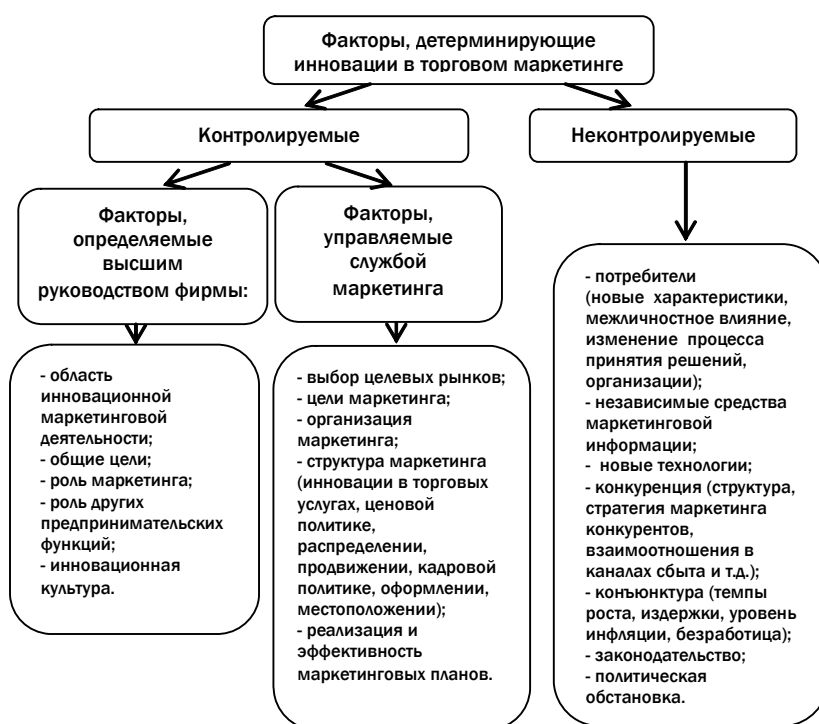 Факторы, детерминирующие
инновации в торговом маркетинге
Контролируемые
Неконтролируемые
Факторы,
определяемые
высшим
руководством фирмы:
Факторы,
управляемые
службой
маркетинга
- область
инновационной
маркетинговой
деятельности;
- общие цели;
- роль маркетинга;
- роль других
предпринимательских
функций;
- инновационная
культура.
- выбор целевых рынков;
- цели маркетинга;
- организация
маркетинга;
- структура маркетинга
(инновации в торговых
услугах, ценовой
политике,
распределении,
продвижении, кадровой
политике, оформлении,
местоположении);
- реализация и
эффективность
маркетинговых планов.
- потребители
(новые характеристики,
межличностное влияние,
изменение процесса
принятия решений,
организации);
- независимые средства
маркетинговой
информации;
- новые технологии;
- конкуренция (структура,
стратегия маркетинга
конкурентов,
взаимоотношения в
каналах сбыта и т.д.);
- конъюнктура (темпы
роста, издержки, уровень
инфляции, безработица);
- законодательство;
- политическая
обстановка.